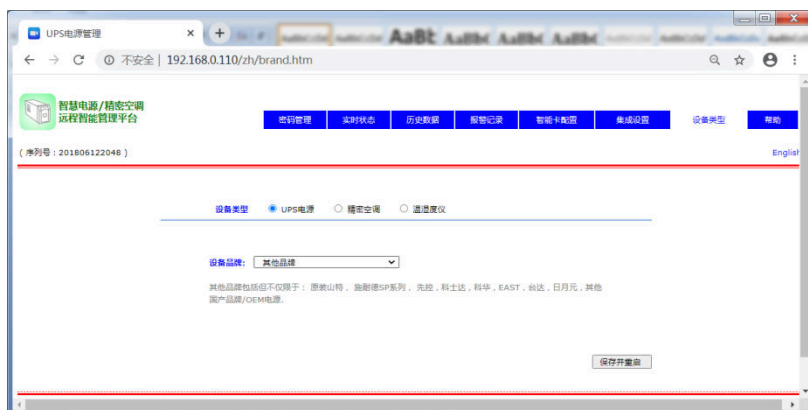 UPS电源管理
AaBb
不安全 | 192.168.0.110/zh/brand.htm
智慧电源/精密空调
远程智能管理平台
密码管理 实时状态 历史数据 报警记录 智能卡配置 集成设置 设备类型 帮助
( 序列号：201806122048 ) English
设备类型 UPS电源 精密空调 温湿度仪
设备品牌: 其他品牌
其他品牌包括但不仅限于： 原装山特， 施耐德SP系列， 先控，科士达，科华，EAST，台达，日月元，其他
国产品牌/OEM电源.
保存并重启